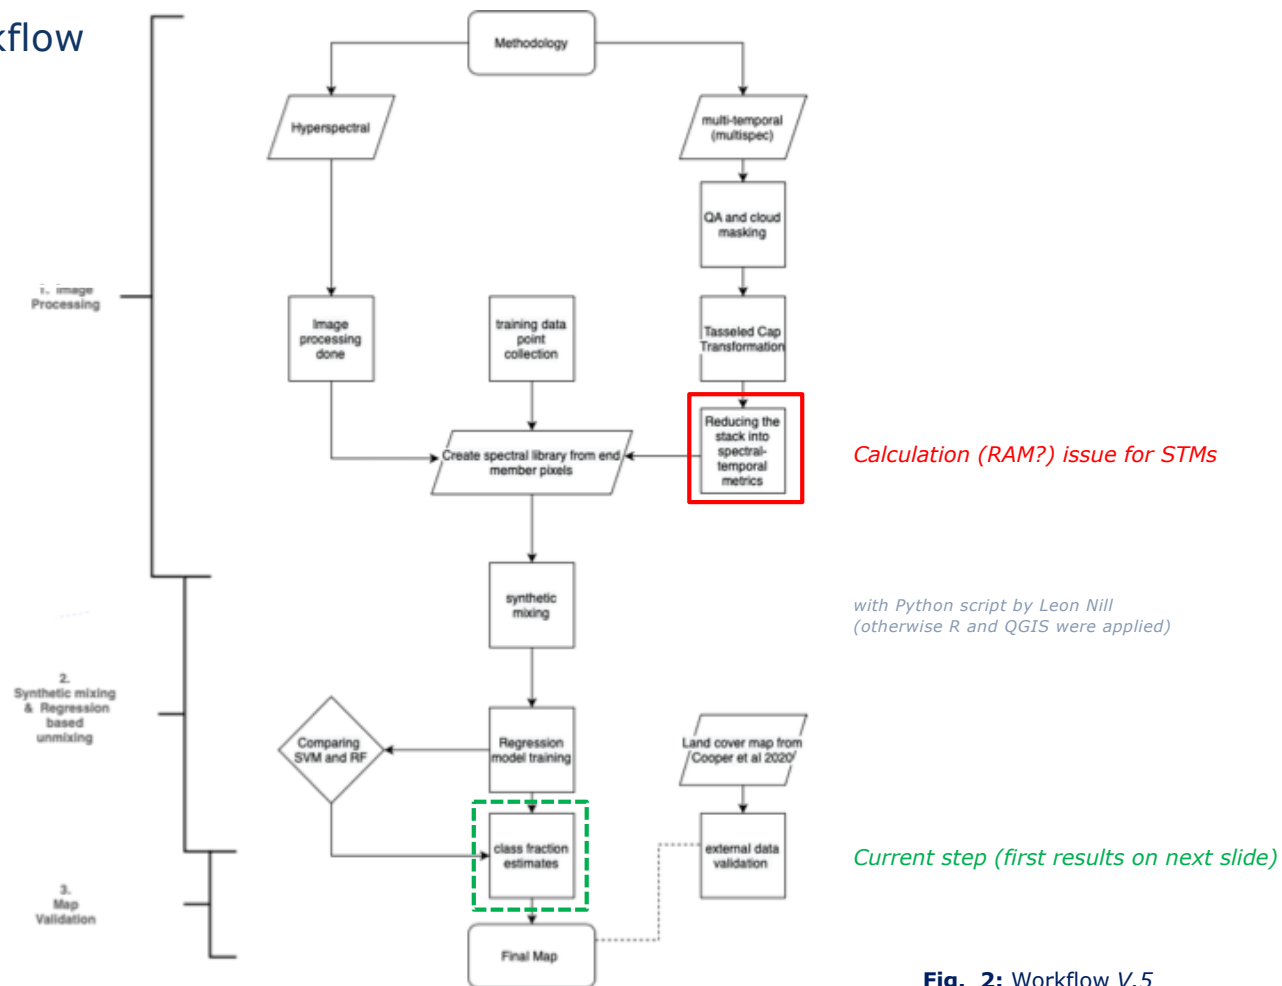 kflow
Methodology
Hyperspectral
multi-temporal
(multispec)
QA and cloud
masking
1. Image
Processing
Image
processing
done
training data
point
collection
Tasseled Cap
Transformation
Reducing the
stack into
spectral-
temporal
metrics
Calculation (RAM?) issue for STMs
Create spectral library from end
member pixels
synthetic
mixing
with Python script by Leon Nill
(otherwise R and QGIS were applied)
2.
Synthetic mixing
& Regression
based
unmixing
Comparing
SVM and RF
Regression
model training
Land cover map from
Cooper et al 2020
class fraction
estimates
external data
validation
Current step (first results on next slide)
3.
Map
Validation
Final Map
Fig. 2: Workflow V.5